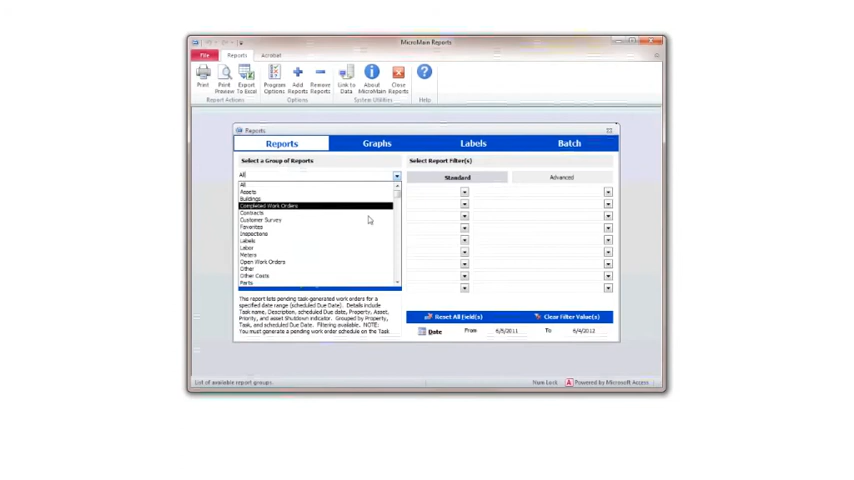 MicroMain Reports
File Reports Acrobat
Print Print Preview Export To Excel Program Options Add Reports Remove Reports Link to Data About MicroMain Close Reports Help
Report Actions Options System Utilities Help
Reports
Reports Graphs Labels Batch
Select a Group of Reports Select Report Filter(s)
All Standard Advanced
All
Assets
Buildings
Completed Work Orders
Contracts
Customer Survey
Favorites
Inspections
Labels
Labor
Meters
Open Work Orders
Other
Other Costs
Parts
This report lists pending task-generated work orders for a
specified date range (scheduled Due Date). Details include
Task name, Description, scheduled Due date, Property, Asset,
Priority, and asset Shutdown indicator. Grouped by Property,
Task, and scheduled Due Date. Filtering available. NOTE:
You must generate a pending work order schedule on the Task
Reset All Field(s) Clear Filter Value(s)
Date From 6/5/2011 To 6/4/2012
List of available report groups. Num Lock Powered by Microsoft Access